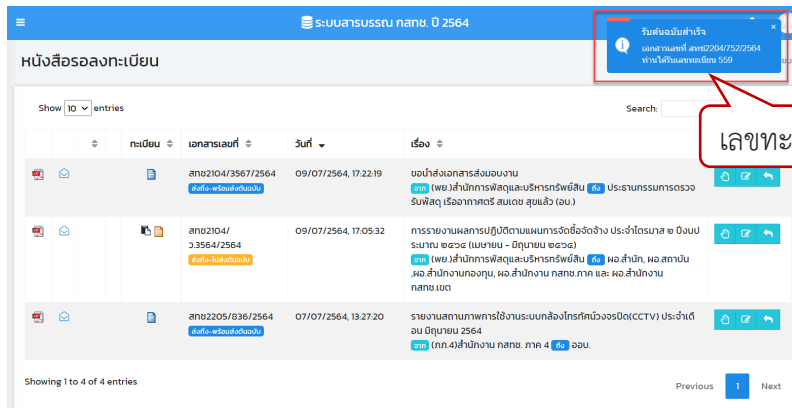 ระบบสารบรรณ กสทช. ปี 2564
รับต้นฉบับสำเร็จ
×
เอกสารเลขที่ สทช2204/752/2564
ท่านได้รับเลขทะเบียน 559
หนังสือรอลงทะเบียน
Show 10 entries
Search:
เลขทะ
ทะเบียน เอกสารเลขที่ วันที่ เรื่อง
สทช2104/3567/2564 09/07/2564, 17:22:19 ขอนำส่งเอกสารส่งมอบงาน
ส่งถึง-พร้อมส่งต้นฉบับ จาก (พย.)สำนักการพัสดุและบริหารทรัพย์สิน ถึง ประธานกรรมการตรวจ
รับพัสดุ เรืออากาศตรี สมเดช สุขแล้ว (อบ.)
สทช2104/ 09/07/2564, 17:05:32 การรายงานผลการปฏิบัติตามแผนการจัดซื้อจัดจ้าง ประจำไตรมาส ๒ ปีงบป
ว.3564/2564 ระมาณ ๒๕๖๔ (เมษายน - มิถุนายน ๒๕๖๔)
ส่งถึง-ไม่ส่งต้นฉบับ จาก (พย.)สำนักการพัสดุและบริหารทรัพย์สิน ถึง ผอ.สำนัก, ผอ.สถาบัน
,ผอ.สำนักงานกองทุน, ผอ.สำนักงาน กสทช.ภาค และ ผอ.สำนักงาน
กสทช.เขต
สทช2205/836/2564 07/07/2564, 13:27:20 รายงานสถานภาพการใช้งานระบบกล้องโทรทัศน์วงจรปิด(CCTV) ประจำเดื
ส่งถึง-พร้อมส่งต้นฉบับ อน มิถุนายน 2564
จาก (ภภ.4)สำนักงาน กสทช. ภาค 4 ถึง ออบ.
Showing 1 to 4 of 4 entries
Previous 1 Next